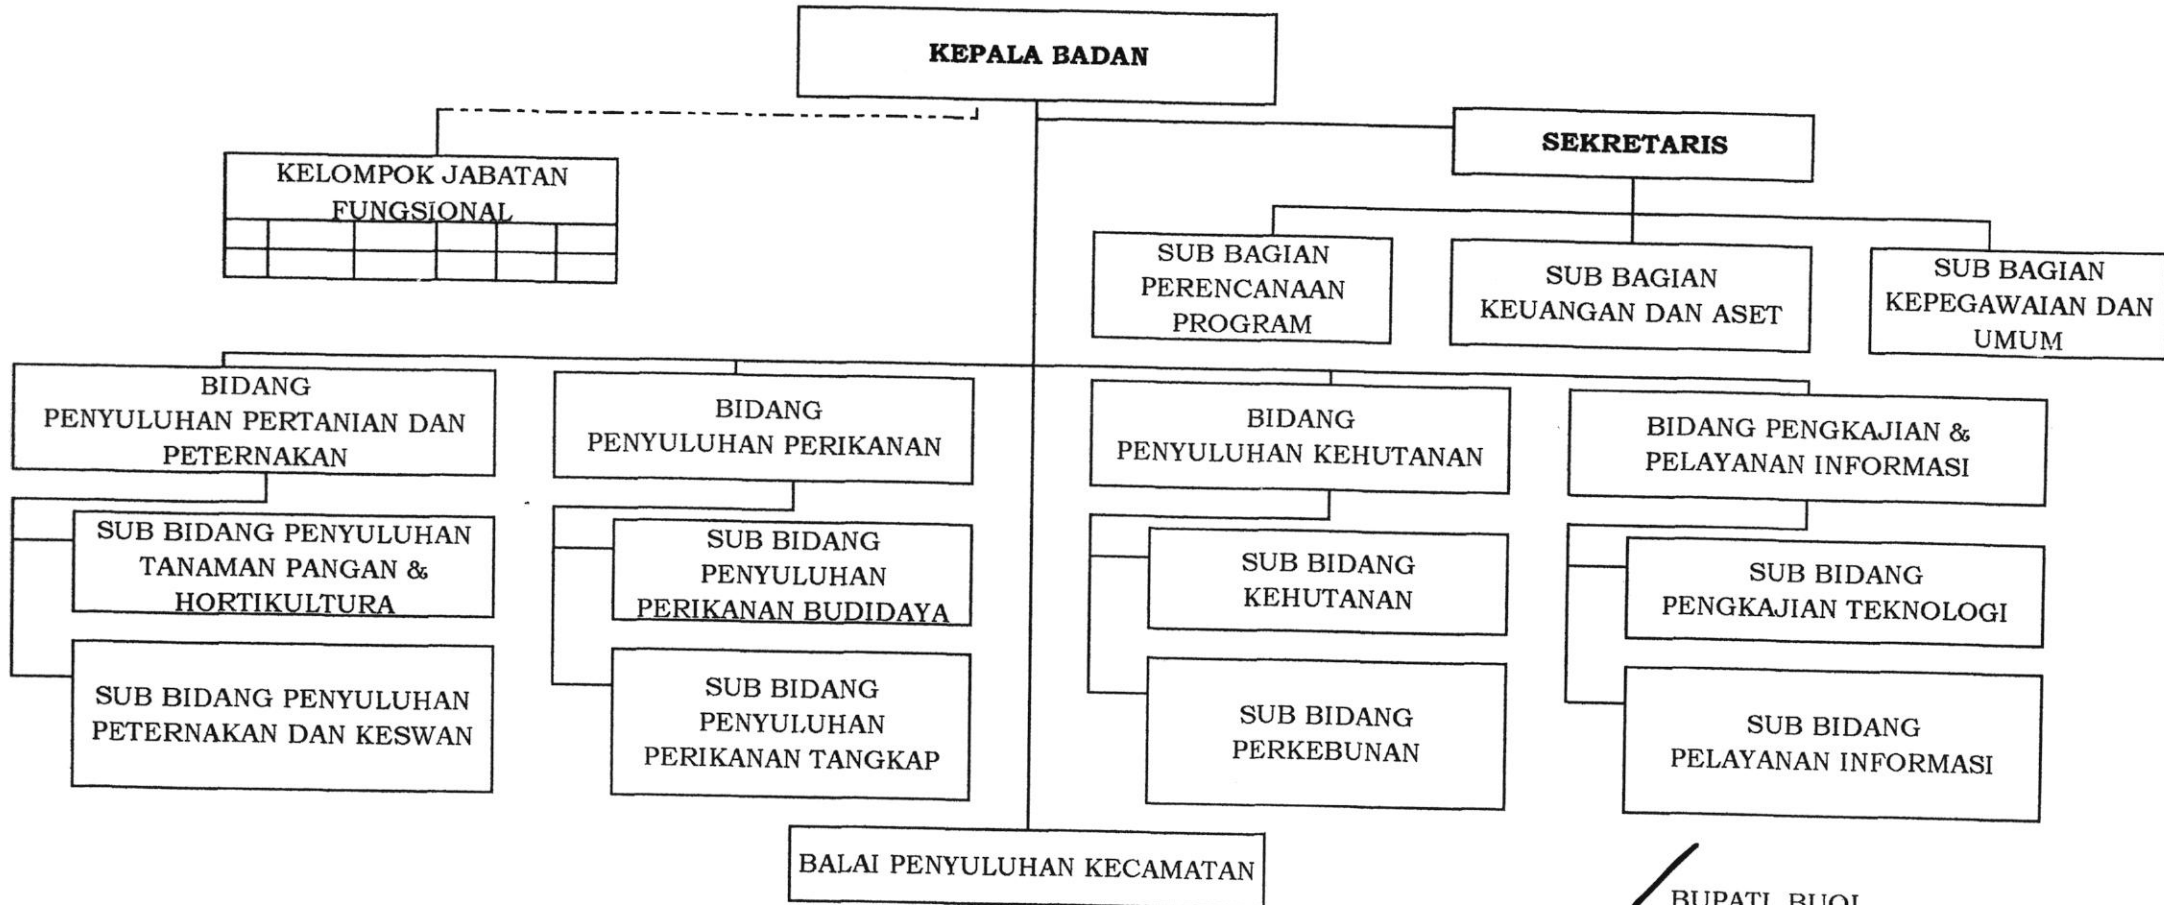 KEPALA BADAN
SEKRETARIS
KELOMPOK JABATAN
FUNGSIONAL
SUB BAGIAN
PERENCANAAN
PROGRAM
SUB BAGIAN
KEUANGAN DAN ASET
SUB BAGIAN
KEPEGAWAIAN DAN
UMUM
BIDANG
PENYULUHAN PERTANIAN DAN
PETERNAKAN
BIDANG
PENYULUHAN PERIKANAN
BIDANG
PENYULUHAN KEHUTANAN
BIDANG PENGKAJIAN &
PELAYANAN INFORMASI
SUB BIDANG PENYULUHAN
TANAMAN PANGAN &
HORTIKULTURA
SUB BIDANG
PENYULUHAN
PERIKANAN BUDIDAYA
SUB BIDANG
KEHUTANAN
SUB BIDANG
PENGKAJIAN TEKNOLOGI
SUB BIDANG PENYULUHAN
PETERNAKAN DAN KESWAN
SUB BIDANG
PENYULUHAN
PERIKANAN TANGKAP
SUB BIDANG
PERKEBUNAN
SUB BIDANG
PELAYANAN INFORMASI
BALAI PENYULUHAN KECAMATAN
BUPATI BUOL